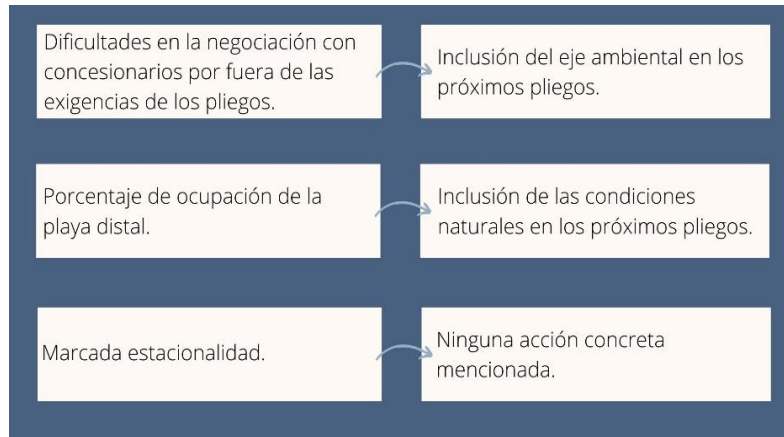 Dificultades en la negociación con
concesionarios por fuera de las
exigencias de los pliegos.
Inclusión del eje ambiental en los
próximos pliegos.
Porcentaje de ocupación de la
playa distal.
Inclusión de las condiciones
naturales en los próximos pliegos.
Marcada estacionalidad.
Ninguna acción concreta
mencionada.